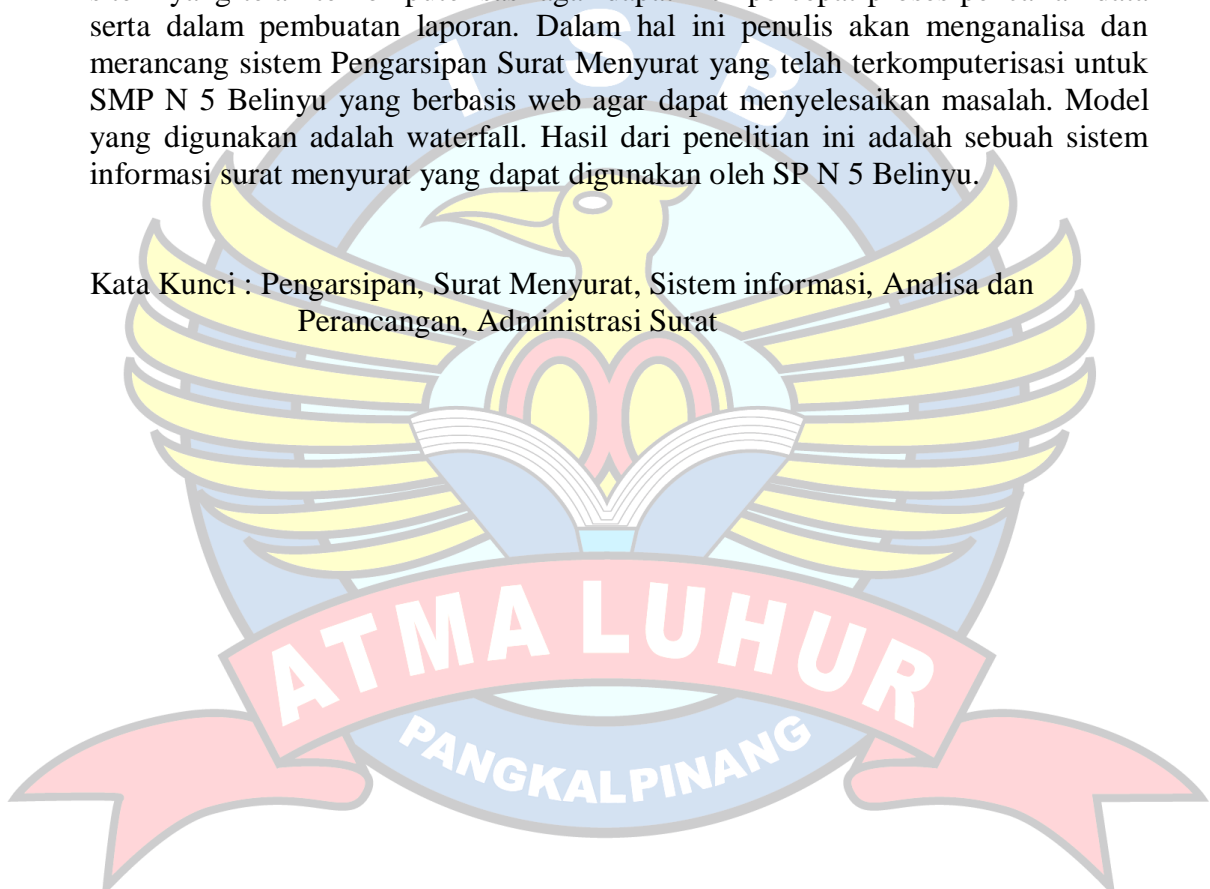 serta dalam pembuatan laporan. Dalam hal ini penulis akan menganalisa dan
merancang sistem Pengarsipan Surat Menyurat yang telah terkomputerisasi untuk
SMP N 5 Belinyu yang berbasis web agar dapat menyelesaikan masalah. Model
yang digunakan adalah waterfall. Hasil dari penelitian ini adalah sebuah sistem
informasi surat menyurat yang dapat digunakan oleh SP N 5 Belinyu.
Kata Kunci : Pengarsipan, Surat Menyurat, Sistem informasi, Analisa dan
Perancangan, Administrasi Surat
I S B
ATMA LUHUR
PANGKALPINANG